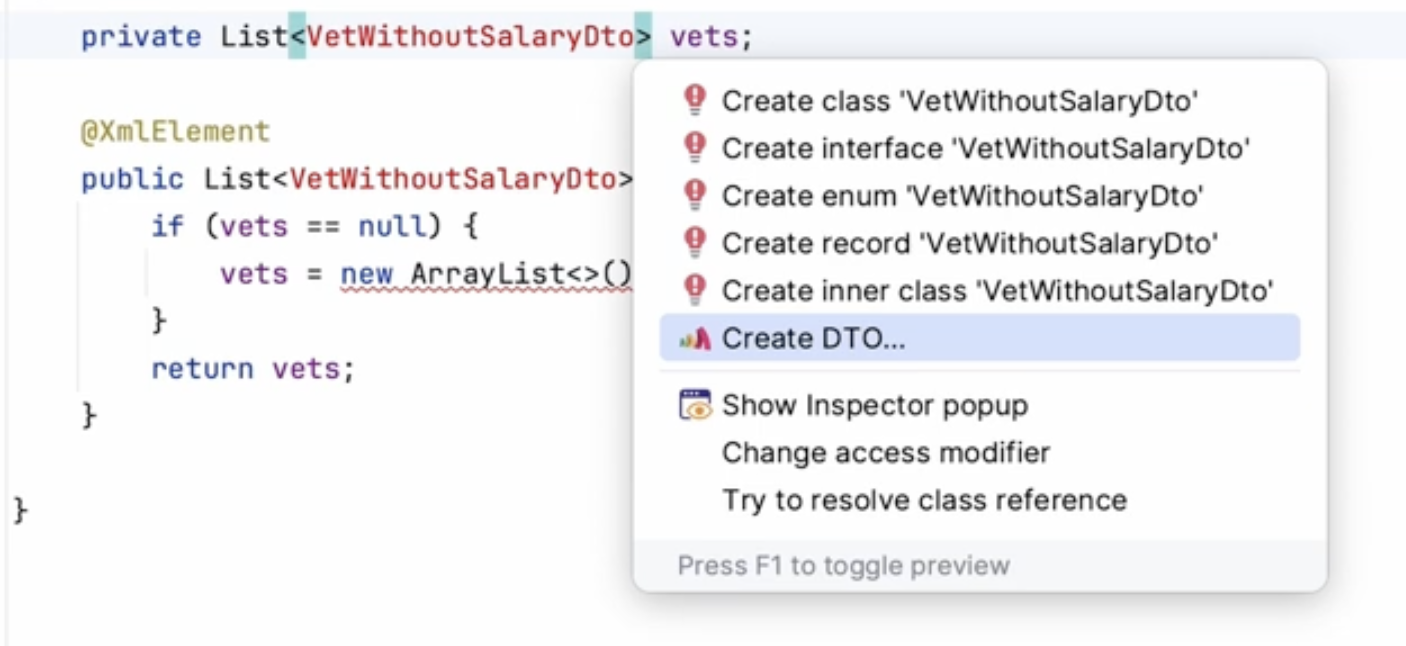 private List<VetWithoutSalaryDto> vets;
@XmlElement
public List<VetWithoutSalaryDto>
if (vets == null) {
vets = new ArrayList<>()
}
return vets;
}
}
Create class 'VetWithoutSalaryDto'
Create interface 'VetWithoutSalaryDto'
Create enum 'VetWithoutSalaryDto'
Create record 'VetWithoutSalaryDto'
Create inner class 'VetWithoutSalaryDto'
Create DTO...
Show Inspector popup
Change access modifier
Try to resolve class reference
Press F1 to toggle preview